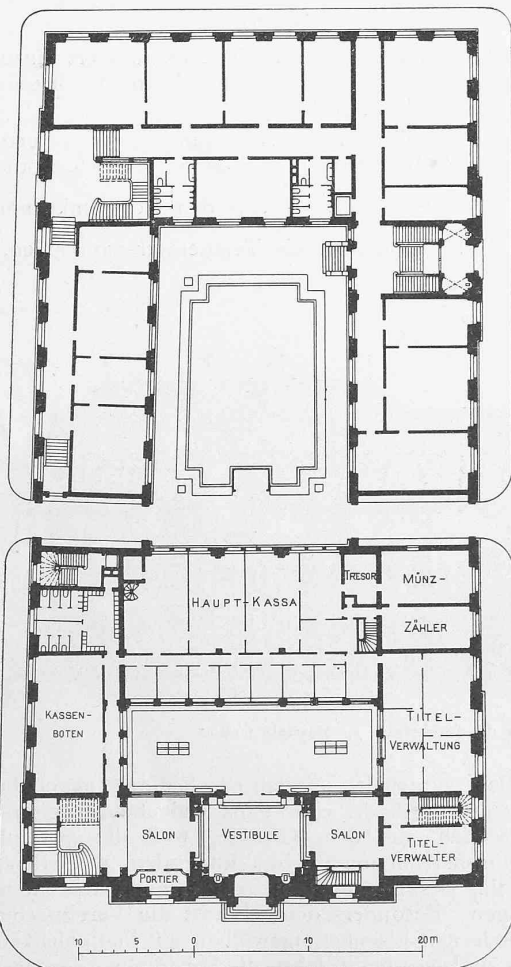 TRESOR
MÜNZ-
HAUPT-KASSA
ZÄHLER
KASSEN-
BOTEN
TITEL-
VERWALTUNG
SALON
VESTIBULE
SALON
TITEL-
VERWALTER
PORTIER
10 5 0 10 20 m